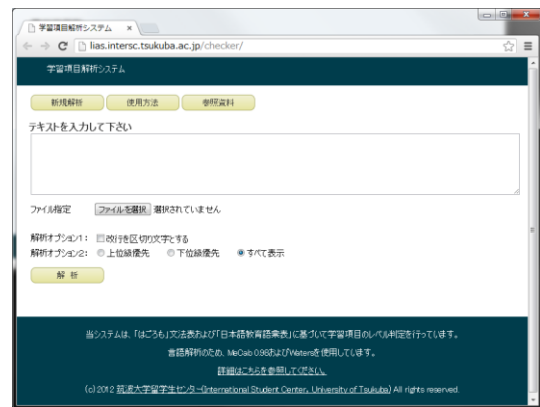 学習項目解析システム
lias.intersc.tsukuba.ac.jp/checker/
学習項目解析システム
新規解析 使用方法 参照資料
テキストを入力して下さい
ファイル指定 ファイルを選択 選択されていません
解析オプション1: 改行を区切り文字とする
解析オプション2: 上位級優先 下位級優先 すべて表示
解 析
当システムは、「はごろも」文法表および「日本語教育語彙表」に基づいて学習項目のレベル判定を行っています。
言語解析のため、MeCab 0.98およびVistersを使用しています。
詳細はこちらを参照してください。
(c)2012 筑波大学留学生センター(International Student Center, University of Tsukuba) All rights reserved.